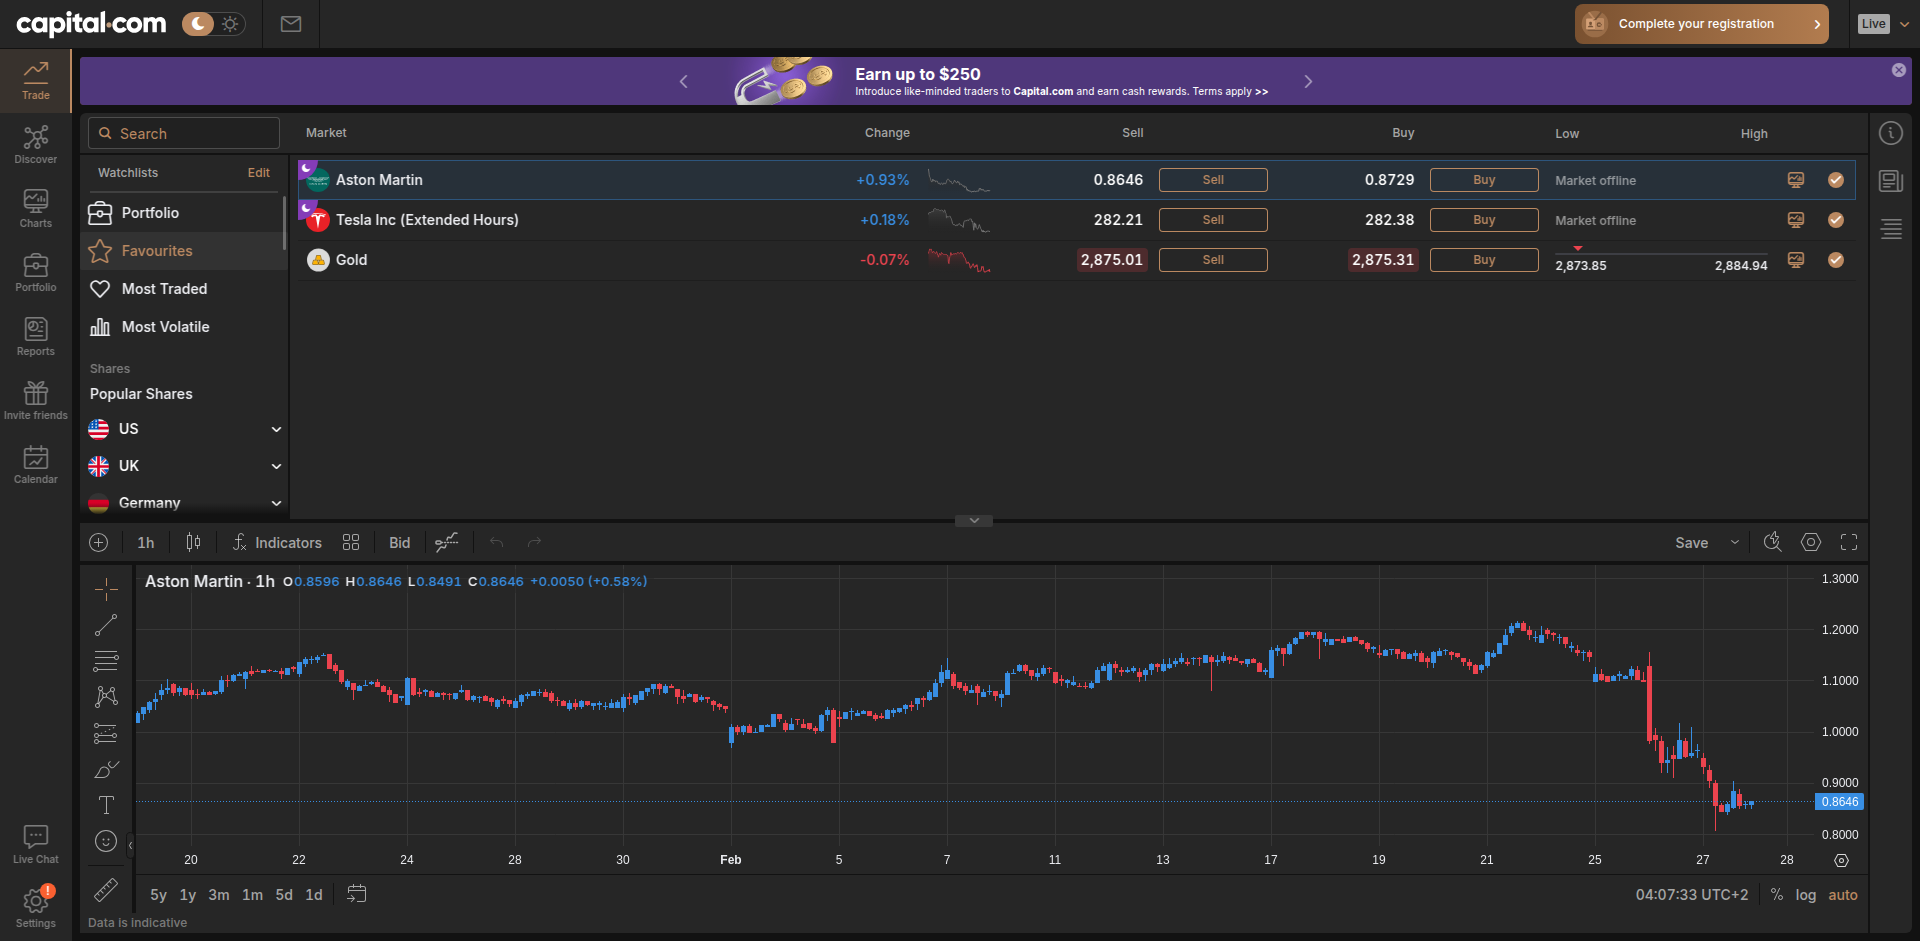 capital.com
Complete your registration
Live
Trade
Discover
Charts
Portfolio
Reports
Invite friends
Calendar
Live Chat
!
Settings
Earn up to $250
Introduce like-minded traders to Capital.com and earn cash rewards. Terms apply >>
Search
Watchlists Edit
Portfolio
Favourites
Most Traded
Most Volatile
Shares
Popular Shares
US
UK
Germany
Market Change Sell Buy Low High
Aston Martin +0.93% 0.8646 Sell 0.8729 Buy Market offline
Tesla Inc (Extended Hours) +0.18% 282.21 Sell 282.38 Buy Market offline
Gold -0.07% 2,875.01 Sell 2,875.31 Buy 2,873.85 2,884.94
1h Indicators Bid Save
Aston Martin · 1h O0.8596 H0.8646 L0.8491 C0.8646 +0.0050 (+0.58%)
1.3000
1.2000
1.1000
1.0000
0.9000
0.8646
0.8000
20 22 24 28 30 Feb 5 7 11 13 17 19 21 25 27 28
5y 1y 3m 1m 5d 1d 04:07:33 UTC+2 % log auto
Data is indicative